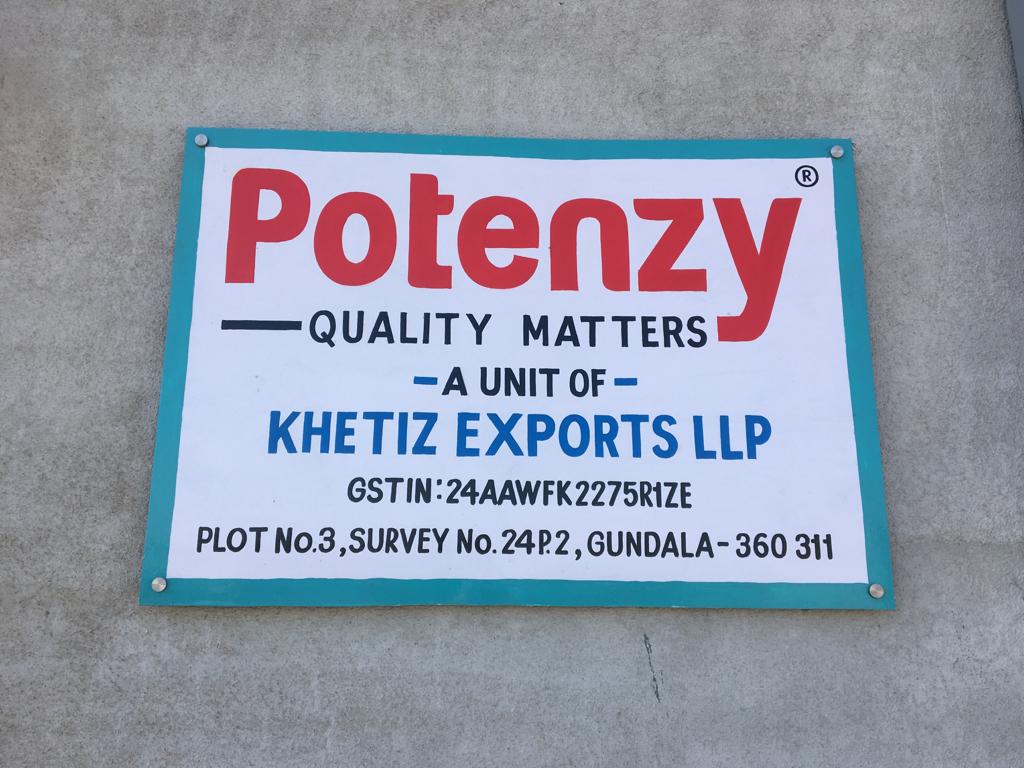 Potenzy®
QUALITY MATTERS
-A UNIT OF-
KHETIZ EXPORTS LLP
GSTIN:24AAWFK2275R1ZE
PLOT No.3,SURVEY No.24P.2,GUNDALA-360 311